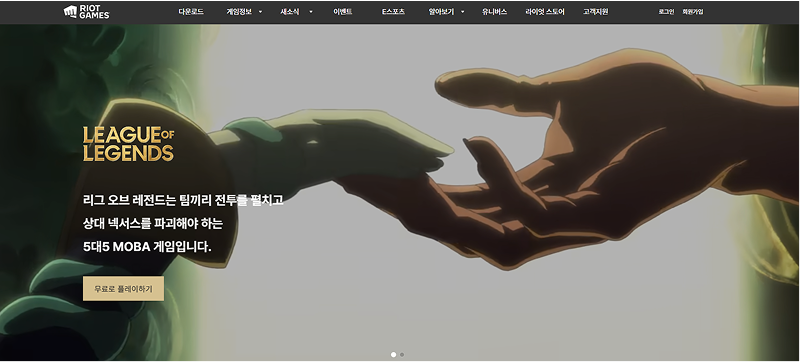 RIOT
GAMES
다운로드 게임정보 새소식 이벤트 E스포츠 알아보기 유니버스 라이엇 스토어 고객지원 로그인 회원가입
LEAGUE OF
LEGENDS
리그 오브 레전드는 팀끼리 전투를 펼치고
상대 넥서스를 파괴해야 하는
5대5 MOBA 게임입니다.
무료로 플레이하기